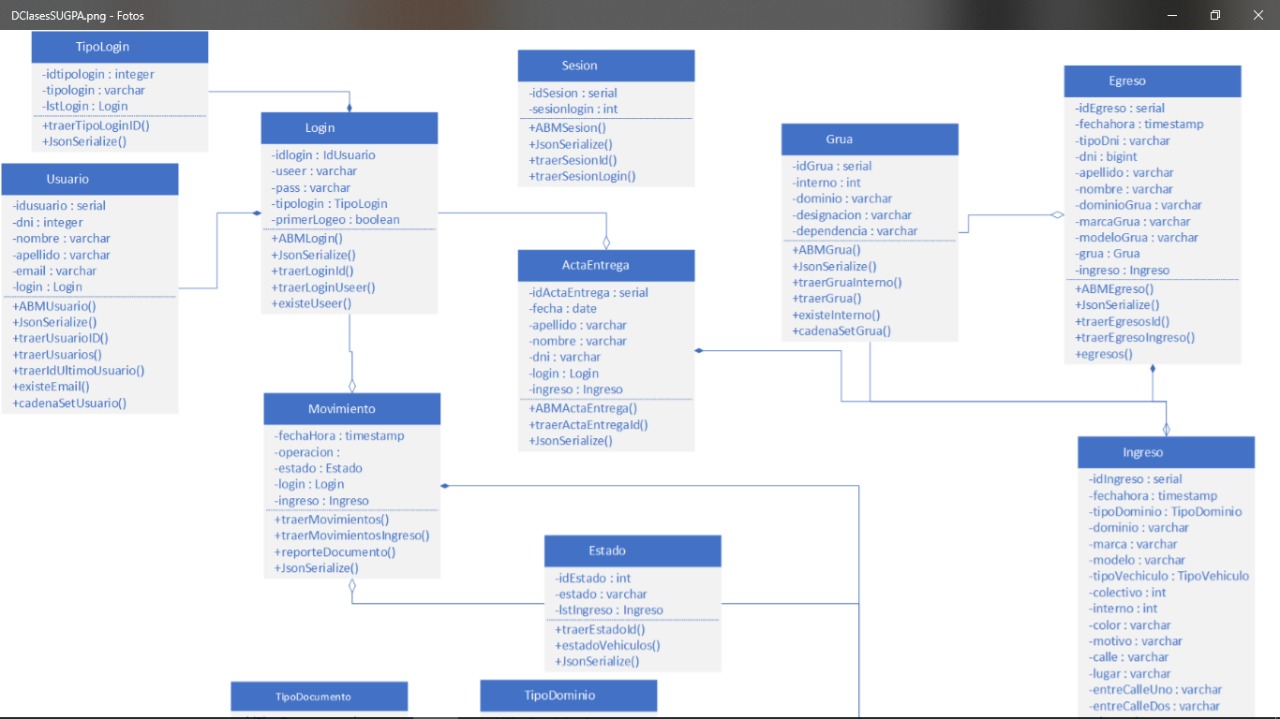 DClasesSUGPA.png - Fotos
TipoLogin
-idtipologin : integer
-tipologin : varchar
-lstLogin : Login
+traerTipoLoginID()
+JsonSerialize()
Usuario
-idusuario : serial
-dni : integer
-nombre : varchar
-apellido : varchar
-email : varchar
-login : Login
+ABMUsuario()
+JsonSerialize()
+traerUsuarioID()
+traerUsuarios()
+traerIdUltimoUsuario()
+existeEmail()
+cadenaSetUsuario()
Login
-idlogin : IdUsuario
-useer : varchar
-pass : varchar
-tipologin : TipoLogin
-primerLogeo : boolean
+ABMLogin()
+JsonSerialize()
+traerLoginId()
+traerLoginUseer()
+existeUseer()
Movimiento
-fechaHora : timestamp
-operacion :
-estado : Estado
-login : Login
-ingreso : Ingreso
+traerMovimientos()
+traerMovimientosIngreso()
+reporteDocumento()
+JsonSerialize()
Sesion
-idSesion : serial
-sesionlogin : int
+ABMSesion()
+JsonSerialize()
+traerSesionId()
+traerSesionLogin()
ActaEntrega
-idActaEntrega : serial
-fecha : date
-apellido : varchar
-nombre : varchar
-dni : varchar
-login : Login
-ingreso : Ingreso
+ABMActaEntrega()
+traerActaEntregaId()
+JsonSerialize()
Estado
-idEstado : int
-estado : varchar
-lstIngreso : Ingreso
+traerEstadoId()
+estadoVehiculos()
+JsonSerialize()
Grua
-idGrua : serial
-interno : int
-dominio : varchar
-designacion : varchar
-dependencia : varchar
+ABMGrua()
+JsonSerialize()
+traerGruaInterno()
+traerGrua()
+existeInterno()
+cadenaSetGrua()
Egreso
-idEgreso : serial
-fechahora : timestamp
-tipoDni : varchar
-dni : bigint
-apellido : varchar
-nombre : varchar
-dominioGrua : varchar
-marcaGrua : varchar
-modeloGrua : varchar
-grua : Grua
-ingreso : Ingreso
+ABMEgreso()
+JsonSerialize()
+traerEgresosId()
+traerEgresoIngreso()
+egresos()
Ingreso
-idIngreso : serial
-fechahora : timestamp
-tipoDominio : TipoDominio
-dominio : varchar
-marca : varchar
-modelo : varchar
-tipoVechiculo : TipoVehiculo
-colectivo : int
-interno : int
-color : varchar
-motivo : varchar
-calle : varchar
-lugar : varchar
-entreCalleUno : varchar
-entreCalleDos : varchar
TipoDocumento
TipoDominio